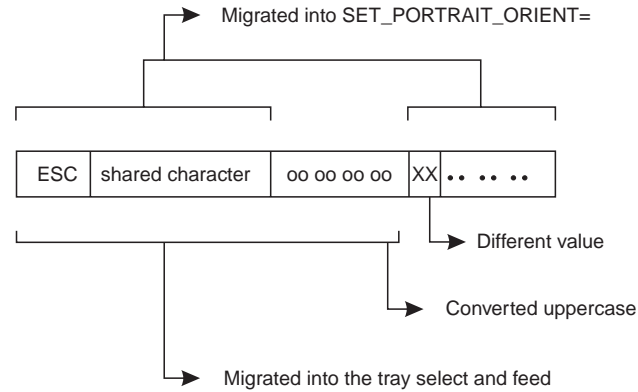 Migrated into SET_PORTRAIT_ORIENT=
ESC shared character oo oo oo oo XX .. .. ..
Different value
Converted uppercase
Migrated into the tray select and feed